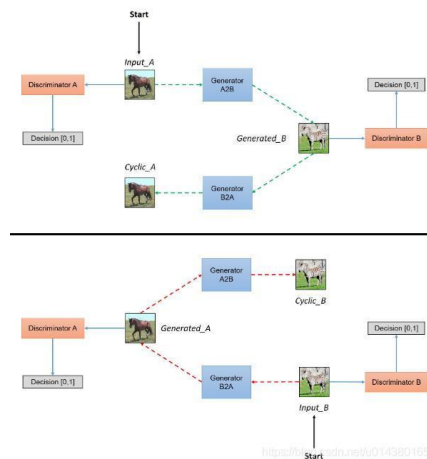 Start
Input_A
Discriminator A
Generator
A2B
Decision [0,1]
Decision [0,1]
Generated_B
Discriminator B
Cyclic_A
Generator
B2A
Generator
A2B
Cyclic_B
Discriminator A
Generated_A
Decision [0,1]
Decision [0,1]
Generator
B2A
Discriminator B
Input_B
Start